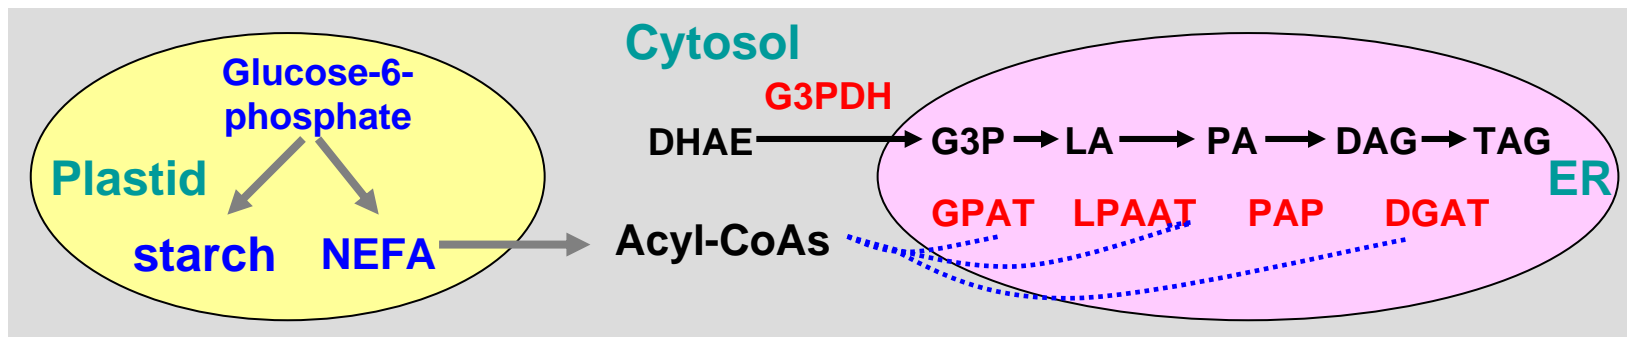 Cytosol
Glucose-6-
phosphate
G3PDH
DHAE G3P LA PA DAG TAG
Plastid ER
GPAT LPAAT PAP DGAT
starch NEFA Acyl-CoAs